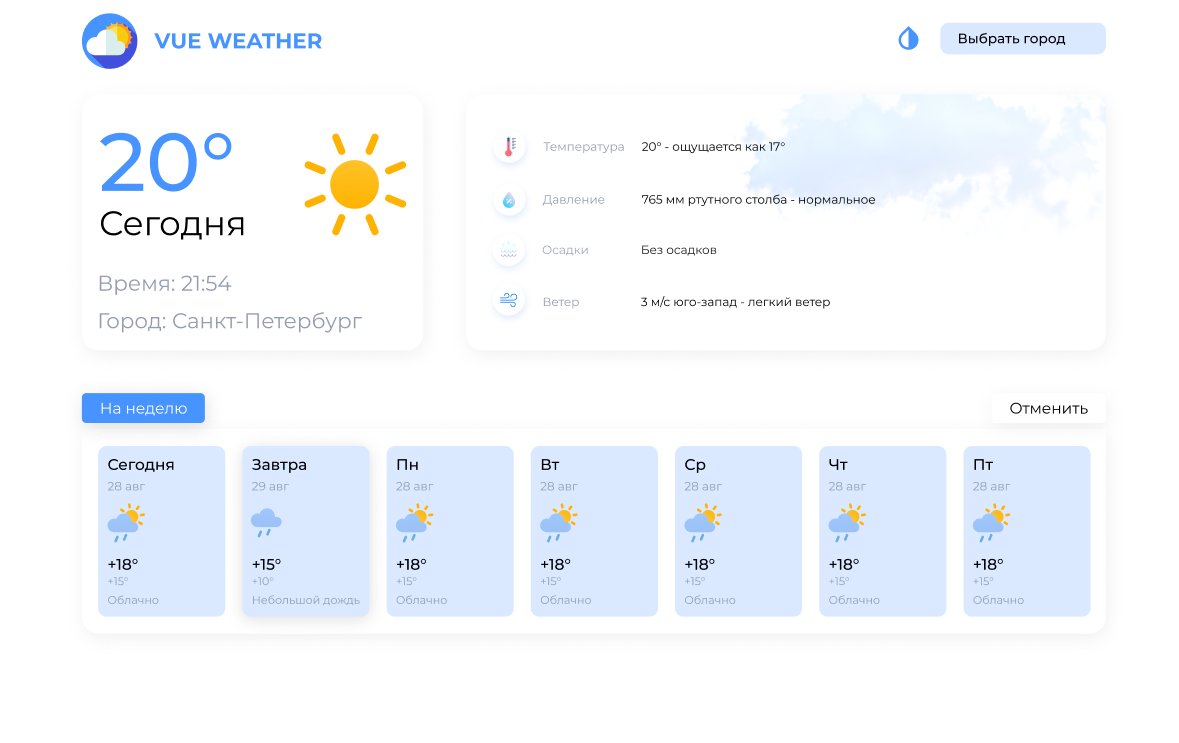 VUE WEATHER
Выбрать город
20°
Сегодня
Время: 21:54
Город: Санкт-Петербург
Температура 20° - ощущается как 17°
Давление 765 мм ртутного столба - нормальное
Осадки Без осадков
Ветер 3 м/с юго-запад - легкий ветер
На неделю
Отменить
Сегодня
28 авг
+18°
+15°
Облачно
Завтра
29 авг
+15°
+10°
Небольшой дождь
Пн
28 авг
+18°
+15°
Облачно
Вт
28 авг
+18°
+15°
Облачно
Ср
28 авг
+18°
+15°
Облачно
Чт
28 авг
+18°
+15°
Облачно
Пт
28 авг
+18°
+15°
Облачно